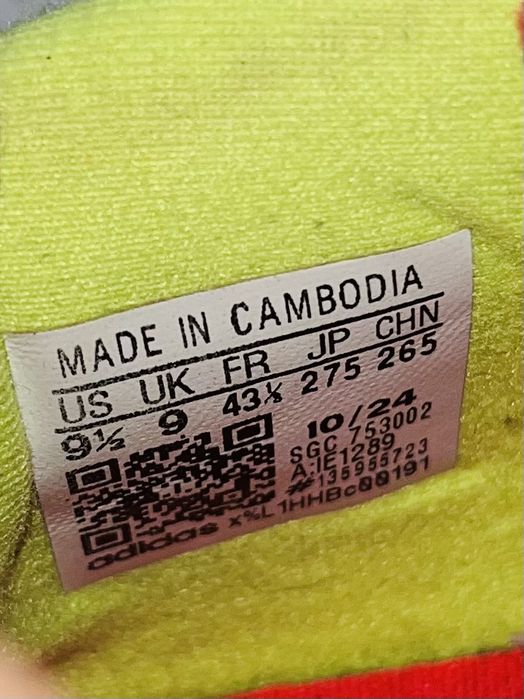 MADE IN CAMBODIA
US UK FR JP CHN
9½ 9 43⅓ 275 265
10/24
SGC 753002
A:IE1289
#135955723
adidas X%L1HHBc00191